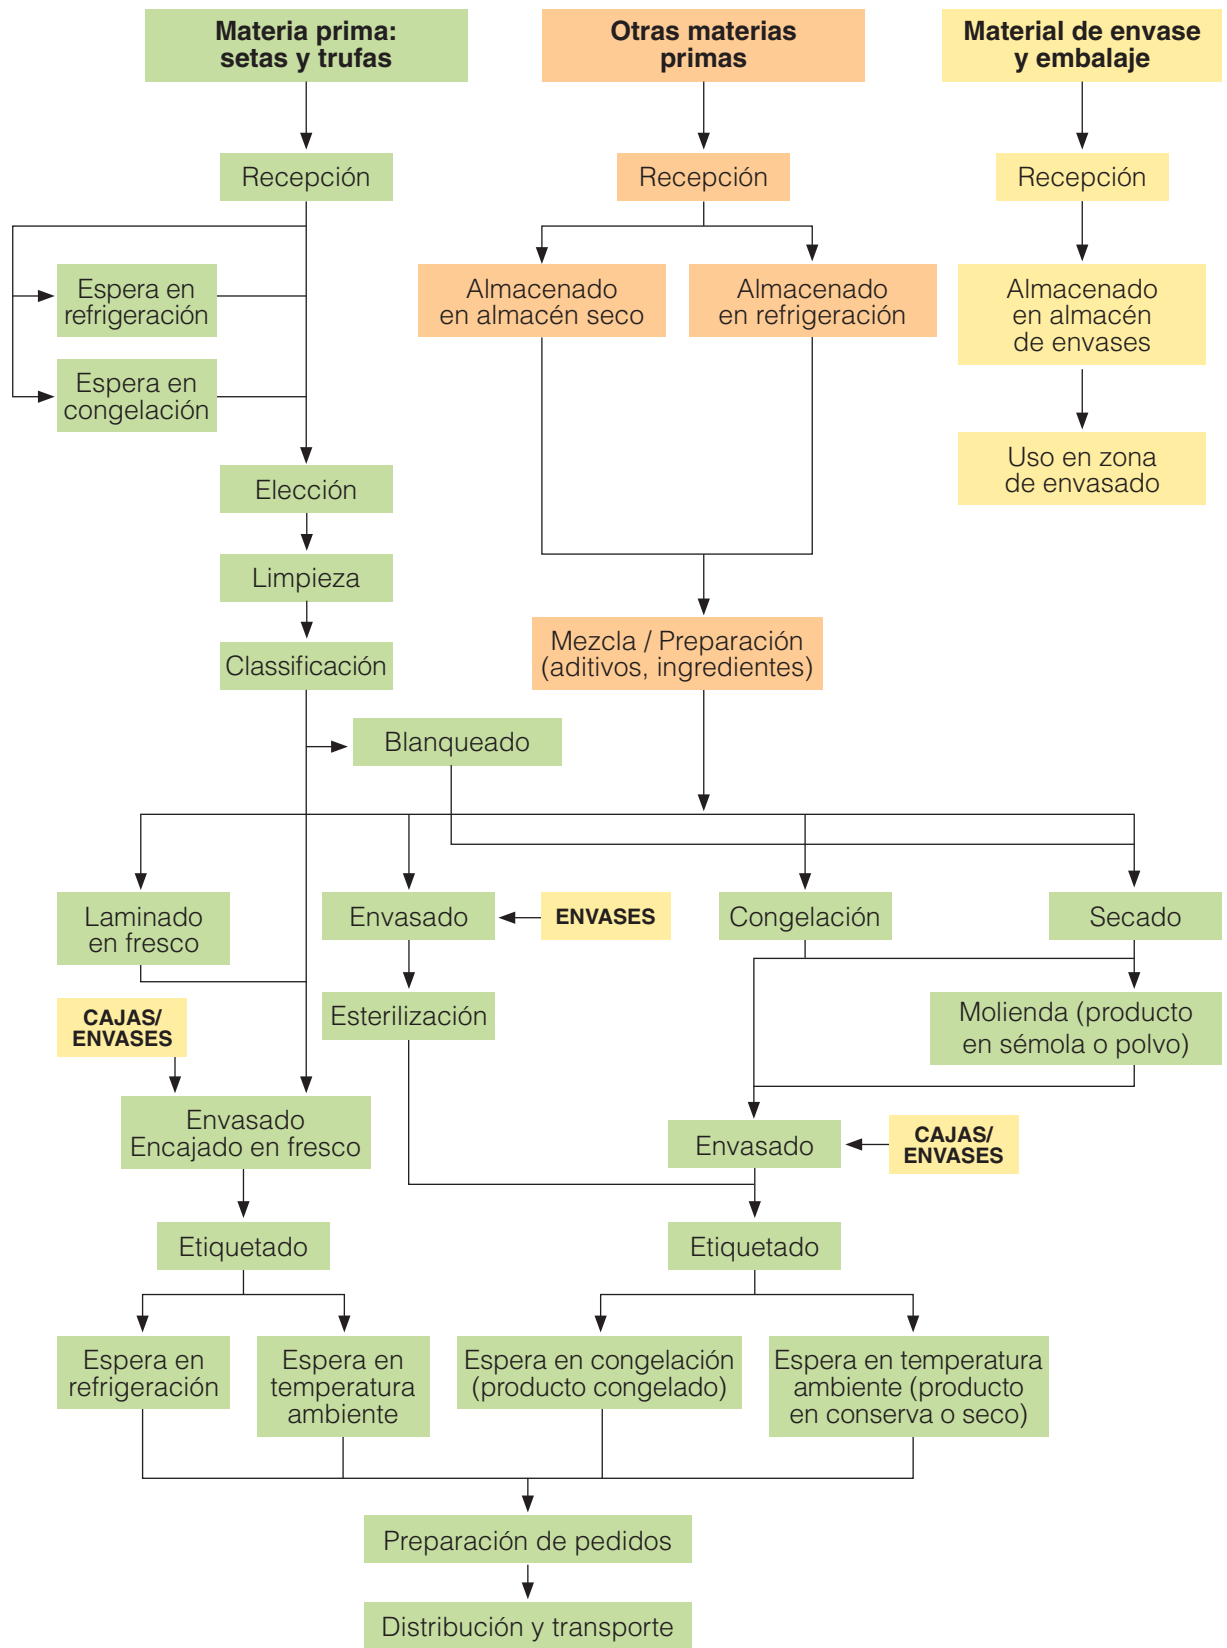 Materia prima:
setas y trufas
Otras materias
primas
Material de envase
y embalaje
Recepción
Recepción
Recepción
Espera en
refrigeración
Almacenado
en almacén seco
Almacenado
en refrigeración
Almacenado
en almacén
de envases
Espera en
congelación
Uso en zona
de envasado
Elección
Limpieza
Classificación
Mezcla / Preparación
(aditivos, ingredientes)
Blanqueado
Laminado
en fresco
Envasado
ENVASES
Congelación
Secado
CAJAS/
ENVASES
Esterilización
Molienda (producto
en sémola o polvo)
Envasado
Encajado en fresco
Envasado
CAJAS/
ENVASES
Etiquetado
Etiquetado
Espera en
refrigeración
Espera en
temperatura
ambiente
Espera en congelación
(producto congelado)
Espera en temperatura
ambiente (producto
en conserva o seco)
Preparación de pedidos
Distribución y transporte